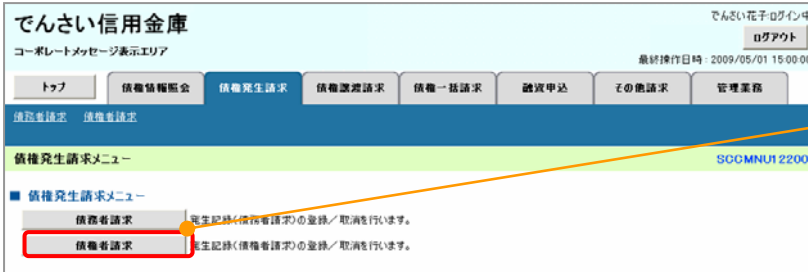 でんさい信用金庫
でんさい花子:ログイン中
ログアウト
コーポレートメッセージ表示エリア
最終操作日時：2009/05/01 15:00:00
トップ 債権情報照会 債権発生請求 債権譲渡請求 債権一括請求 融資申込 その他請求 管理業務
債務者請求 債権者請求
債権発生請求メニュー SCCMNU12200
■ 債権発生請求メニュー
債務者請求 発生記録（債務者請求）の登録／取消を行います。
債権者請求 発生記録（債権者請求）の登録／取消を行います。